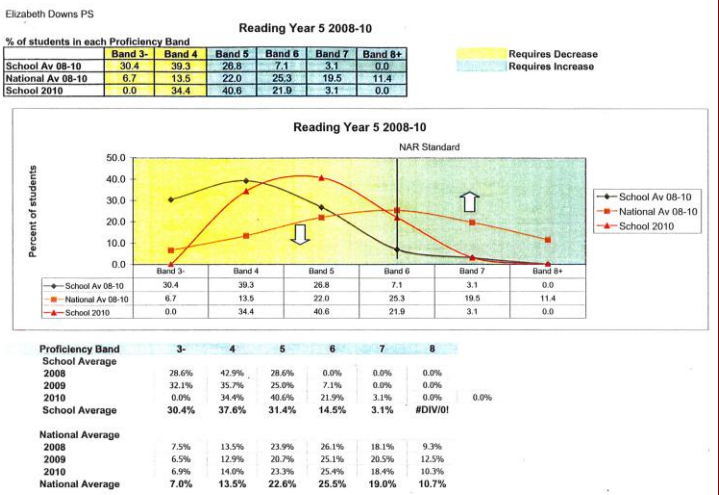 Elizabeth Downs PS
Reading Year 5 2008-10
% of students in each Proficiency Band
Band 3- Band 4 Band 5 Band 6 Band 7 Band 8+
School Av 08-10 30.4 39.3 26.8 7.1 3.1 0.0
National Av 08-10 6.7 13.5 22.0 25.3 19.5 11.4
School 2010 0.0 34.4 40.6 21.9 3.1 0.0
Requires Decrease
Requires Increase
Reading Year 5 2008-10
NAR Standard
Percent of students
50.0
40.0
30.0
20.0
10.0
0.0
Band 3- Band 4 Band 5 Band 6 Band 7 Band 8+
School Av 08-10 30.4 39.3 26.8 7.1 3.1 0.0
National Av 08-10 6.7 13.5 22.0 25.3 19.5 11.4
School 2010 0.0 34.4 40.6 21.9 3.1 0.0
School Av 08-10
National Av 08-10
School 2010
Proficiency Band 3- 4 5 6 7 8
School Average
2008 28.6% 42.9% 28.6% 0.0% 0.0% 0.0%
2009 32.1% 35.7% 25.0% 7.1% 0.0% 0.0%
2010 0.0% 34.4% 40.6% 21.9% 3.1% 0.0% 0.0%
School Average 30.4% 37.6% 31.4% 14.5% 3.1% #DIV/0!
National Average
2008 7.5% 13.5% 23.9% 26.1% 18.1% 9.3%
2009 6.5% 12.9% 20.7% 25.1% 20.5% 12.5%
2010 6.9% 14.0% 23.3% 25.4% 18.4% 10.3%
National Average 7.0% 13.5% 22.6% 25.5% 19.0% 10.7%